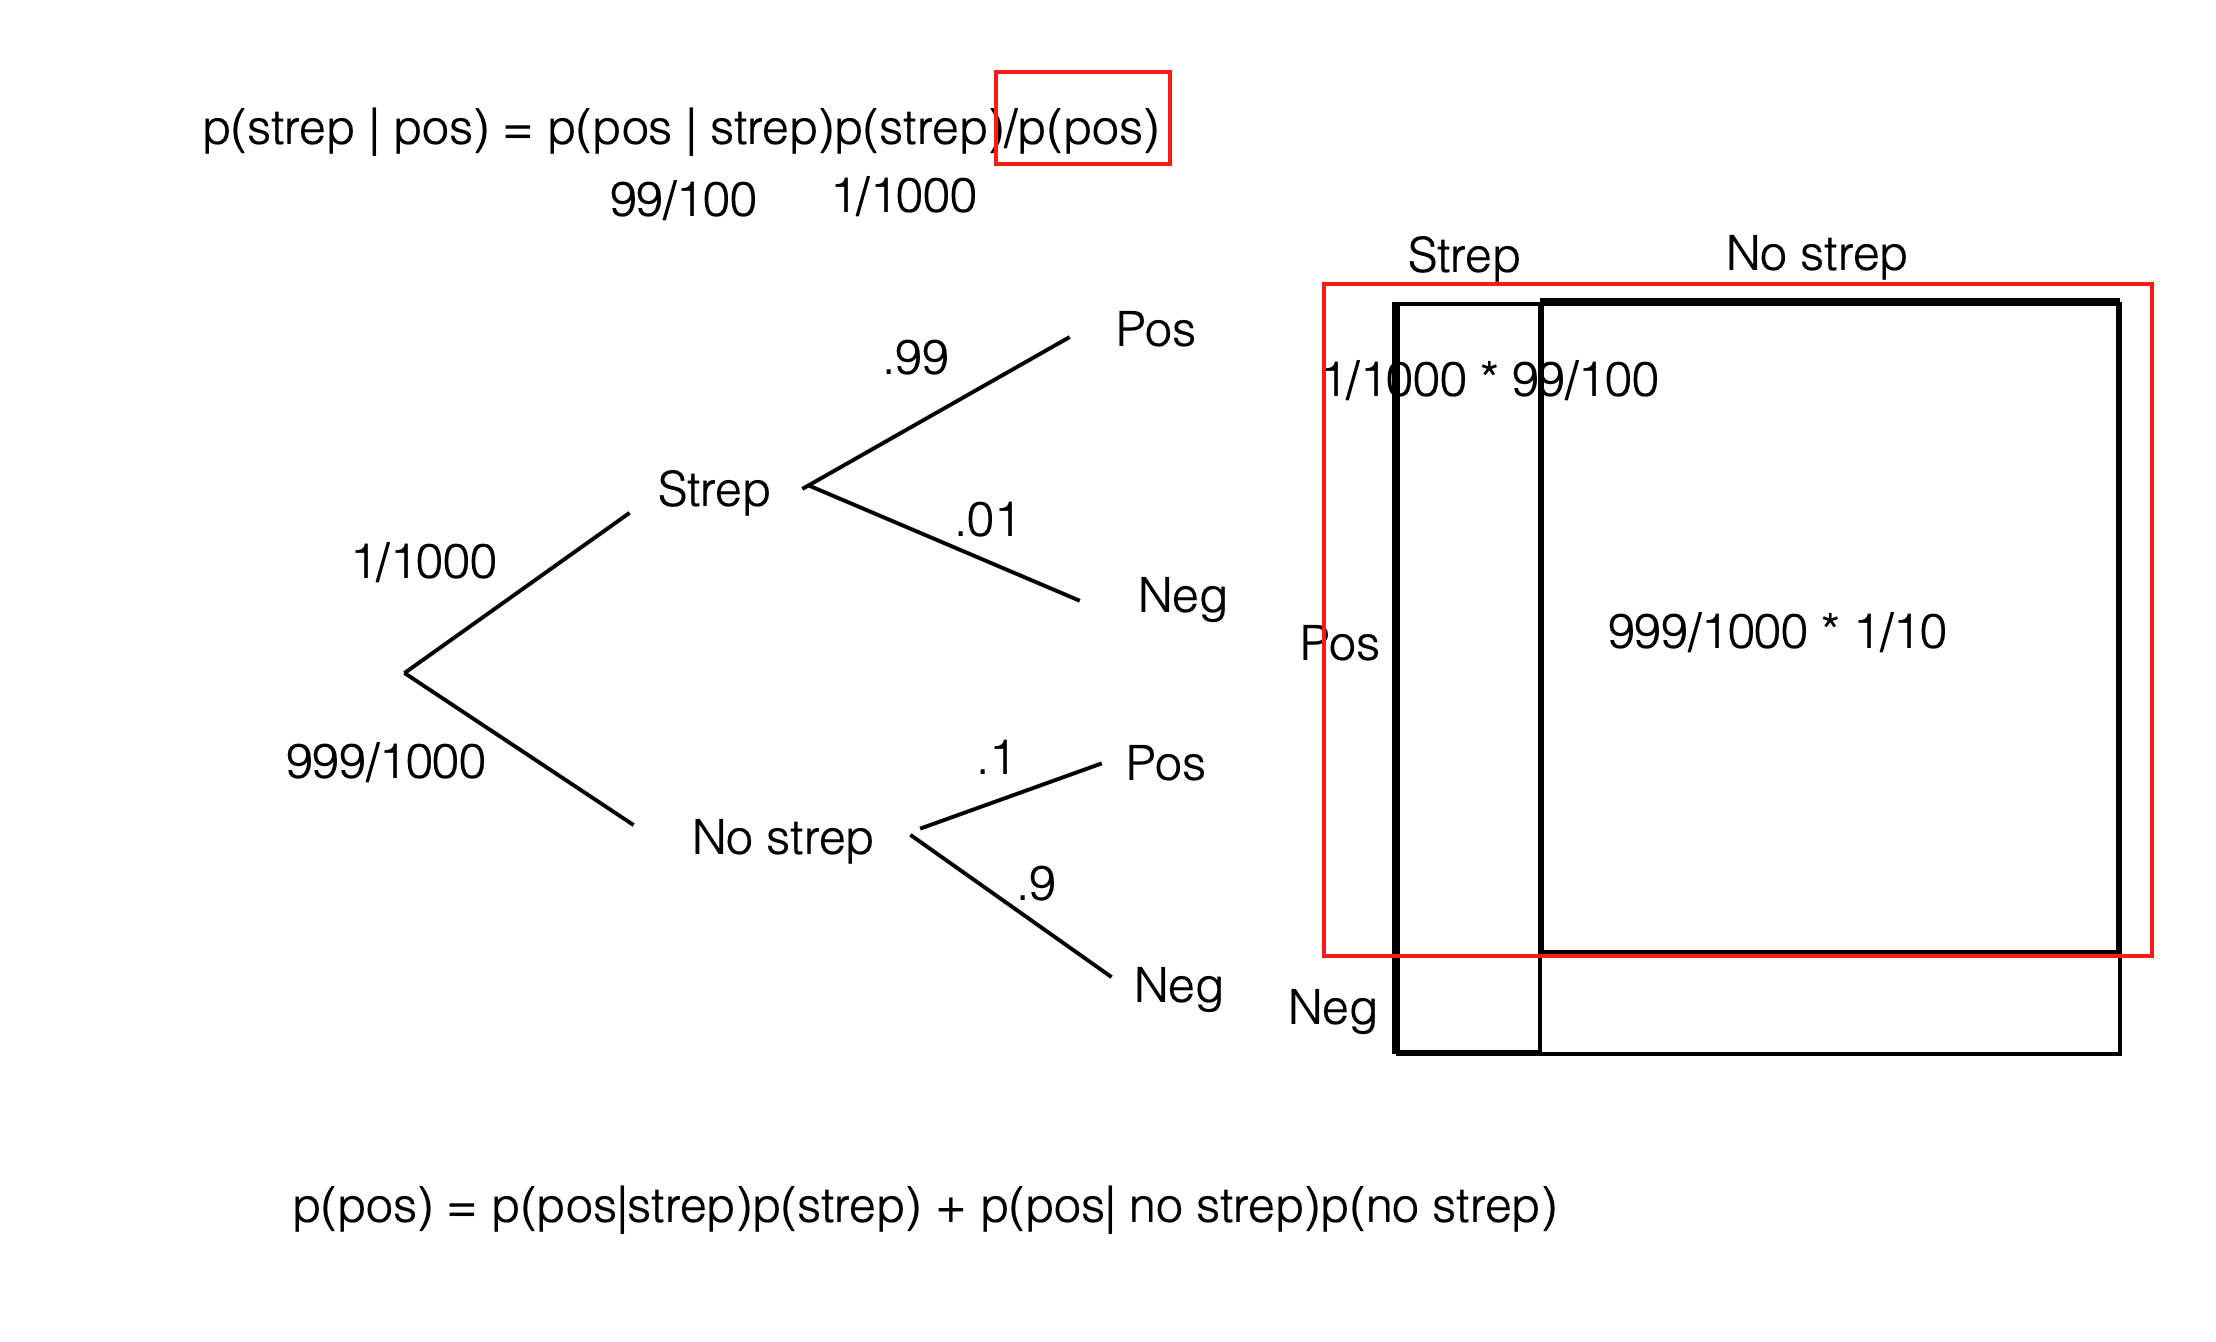 p(strep | pos) = p(pos | strep)p(strep)/p(pos)
99/100 1/1000
Strep No strep
.99 Pos
1/1000 * 99/100
Strep
.01
1/1000
Neg
Pos
999/1000 * 1/10
999/1000
.1 Pos
No strep
.9
Neg
Neg
p(pos) = p(pos|strep)p(strep) + p(pos| no strep)p(no strep)